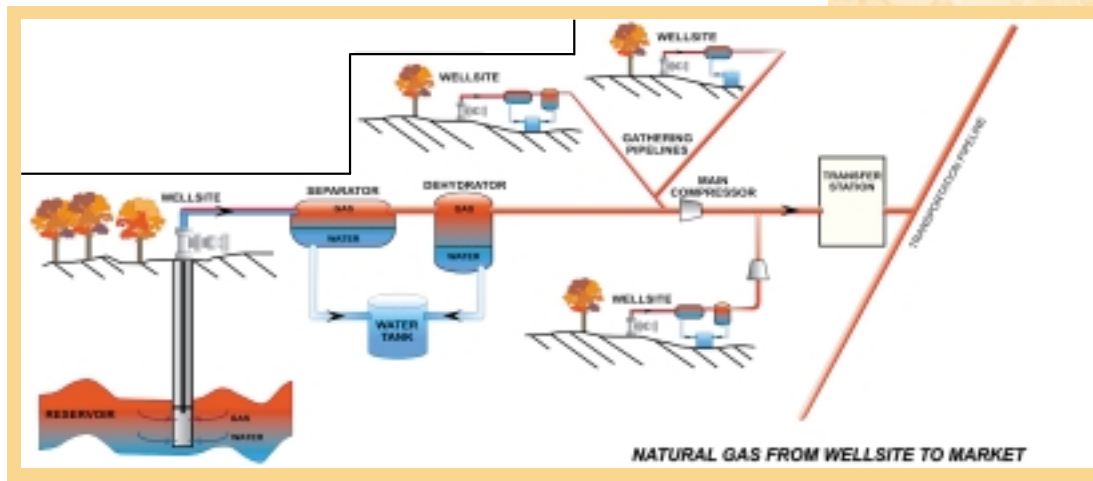 WELLSITE
WELLSITE
GATHERING
PIPELINES
MAIN
COMPRESSOR
TRANSFER
STATION
TRANSPORTATION PIPELINE
WELLSITE
SEPARATOR
DEHYDRATOR
GAS
GAS
WATER
WATER
WELLSITE
WATER
TANK
RESERVOIR
GAS
WATER
NATURAL GAS FROM WELLSITE TO MARKET